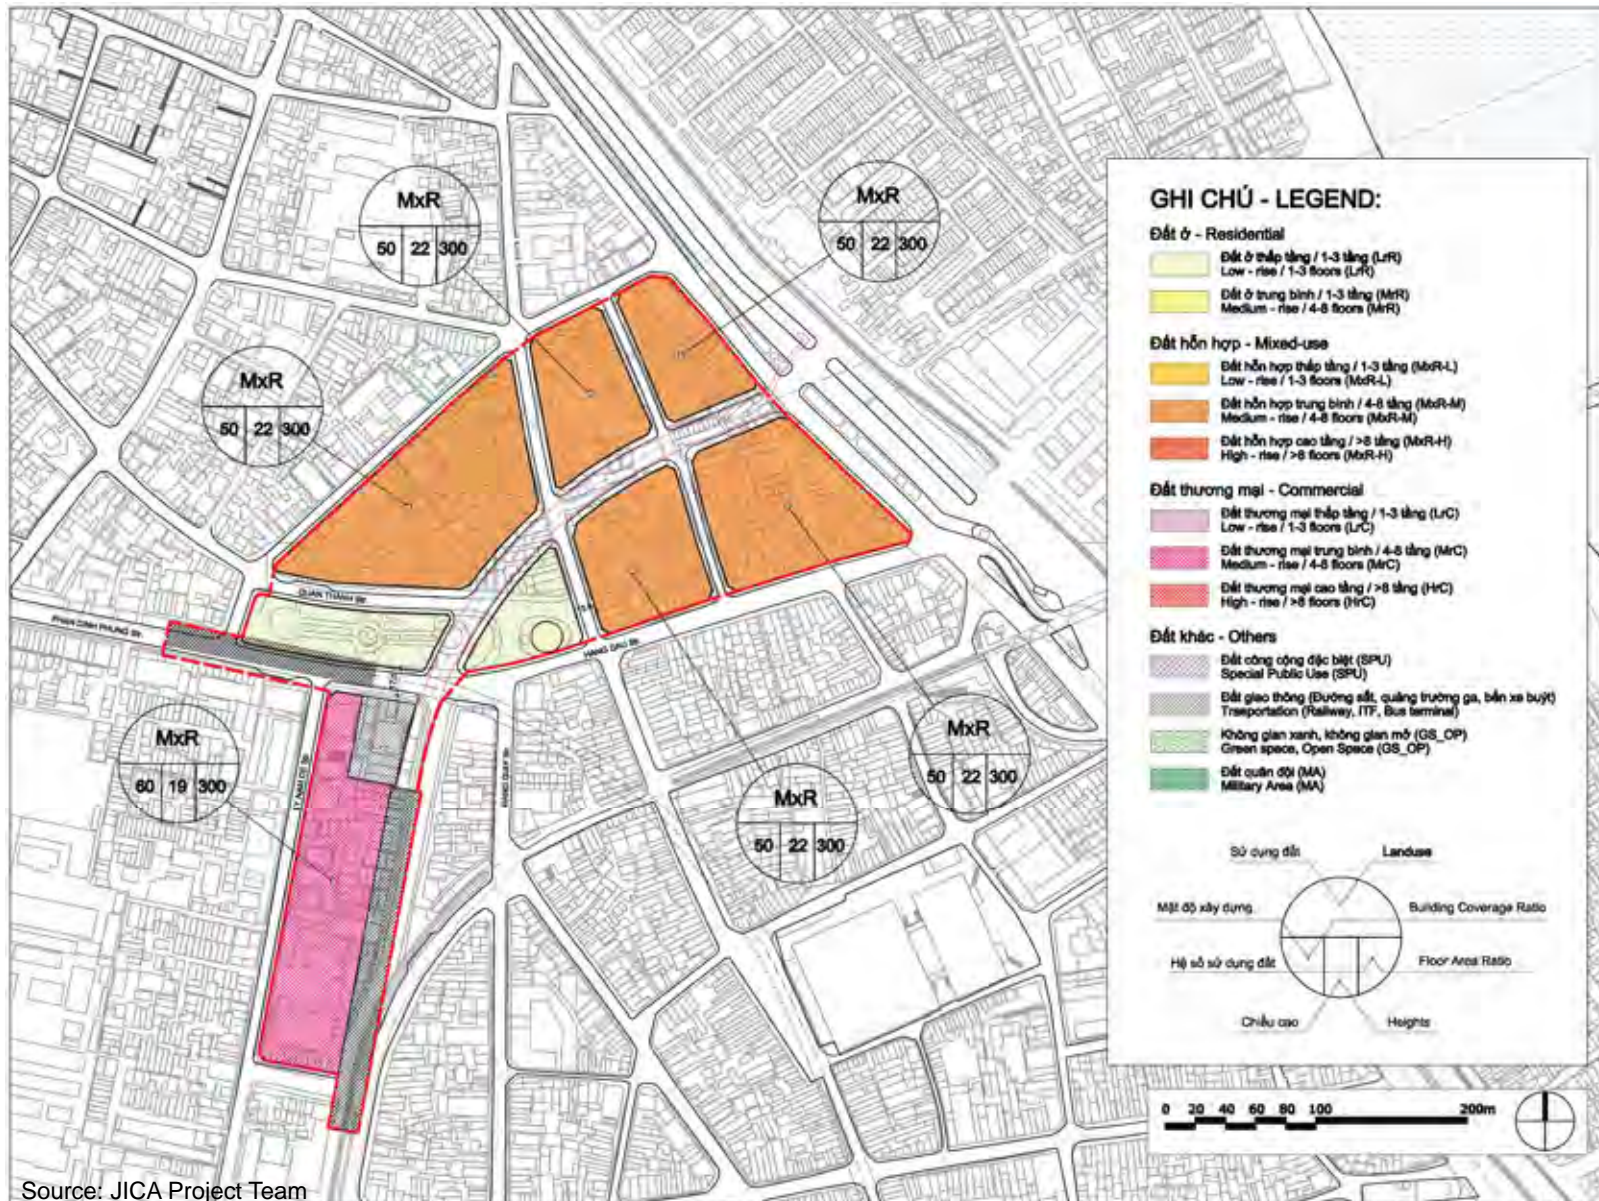 MxR
50 22 300
MxR
50 22 300
MxR
50 22 300
MxR
60 19 300
MxR
50 22 300
MxR
50 22 300
QUAN THANH Str
PHAN DINH PHUNG Str.
HANG DAU Str.
LY NAM DE Str
GHI CHÚ - LEGEND:
Đất ở - Residential
Đất ở thấp tầng / 1-3 tầng (LrR)
Low - rise / 1-3 floors (LrR)
Đất ở trung bình / 1-3 tầng (MrR)
Medium - rise / 4-8 floors (MrR)
Đất hỗn hợp - Mixed-use
Đất hỗn hợp thấp tầng / 1-3 tầng (MxR-L)
Low - rise / 1-3 floors (MxR-L)
Đất hỗn hợp trung bình / 4-8 tầng (MxR-M)
Medium - rise / 4-8 floors (MxR-M)
Đất hỗn hợp cao tầng / >8 tầng (MxR-H)
High - rise / >8 floors (MxR-H)
Đất thương mại - Commercial
Đất thương mại thấp tầng / 1-3 tầng (LrC)
Low - rise / 1-3 floors (LrC)
Đất thương mại trung bình / 4-8 tầng (MrC)
Medium - rise / 4-8 floors (MrC)
Đất thương mại cao tầng / >8 tầng (HrC)
High - rise / >8 floors (HrC)
Đất khác - Others
Đất công cộng đặc biệt (SPU)
Special Public Use (SPU)
Đất giao thông (Đường sắt, quảng trường ga, bến xe buýt)
Trasportation (Railway, ITF, Bus terminal)
Không gian xanh, không gian mở (GS_OP)
Green space, Open Space (GS_OP)
Đất quân đội (MA)
Military Area (MA)
Sử dụng đất Landuse
Mật độ xây dựng Building Coverage Ratio
Hệ số sử dụng đất Floor Area Ratio
Chiều cao Heights
0 20 40 60 80 100 200m
Source: JICA Project Team